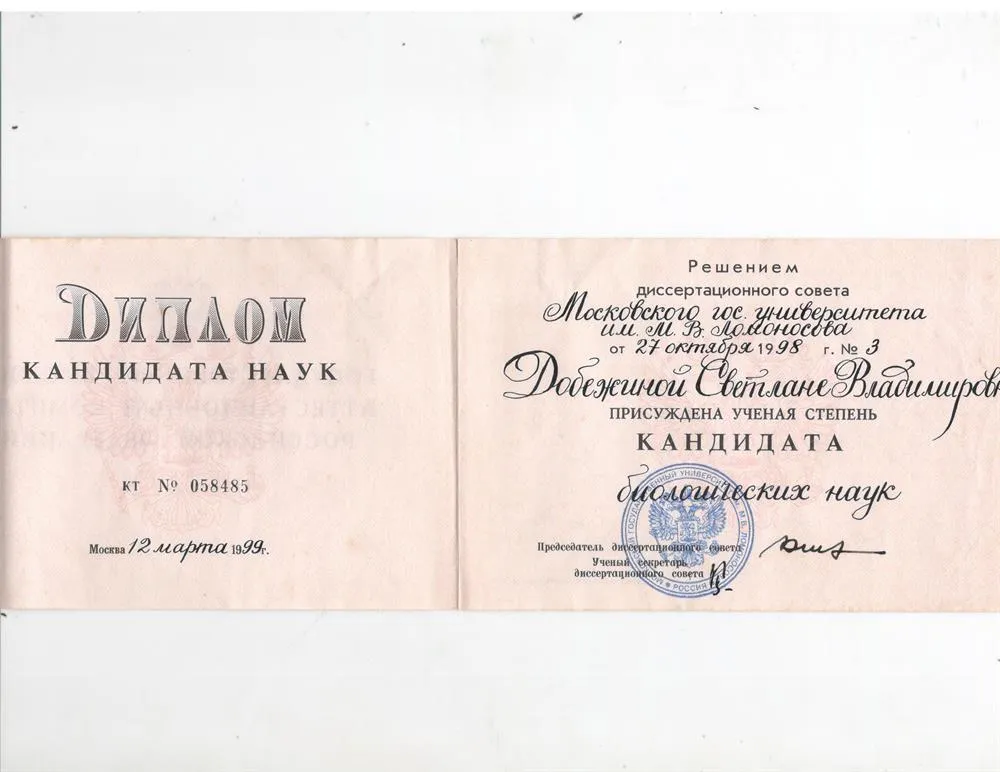 ДИПЛОМ
КАНДИДАТА НАУК
КТ № 058485
Москва 12 марта 1999г.
Решением
диссертационного совета
Московского гос. университета
им. М. В. Ломоносова
от 27 октября 1998 г. № 3
Добежиной Светлане Владимировн
ПРИСУЖДЕНА УЧЕНАЯ СТЕПЕНЬ
КАНДИДАТА
биологических наук
Председатель диссертационного совета
Ученый секретарь
диссертационного совета